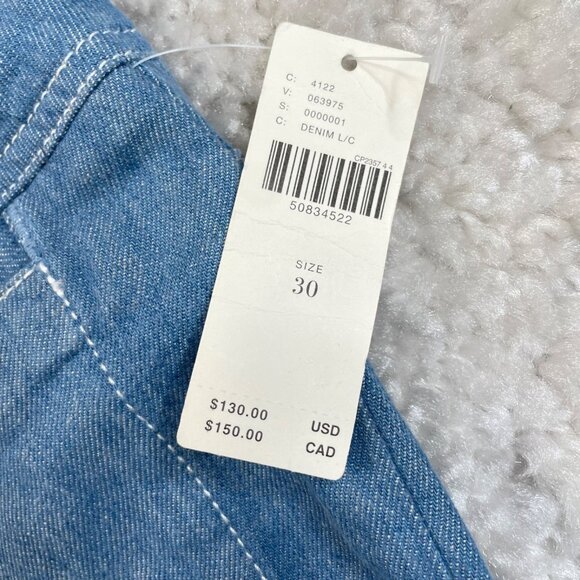 C: 4122
V: 063975
S: 0000001
C: DENIM L/C
CP2357 4 4
50834522
SIZE
30
$130.00 USD
$150.00 CAD